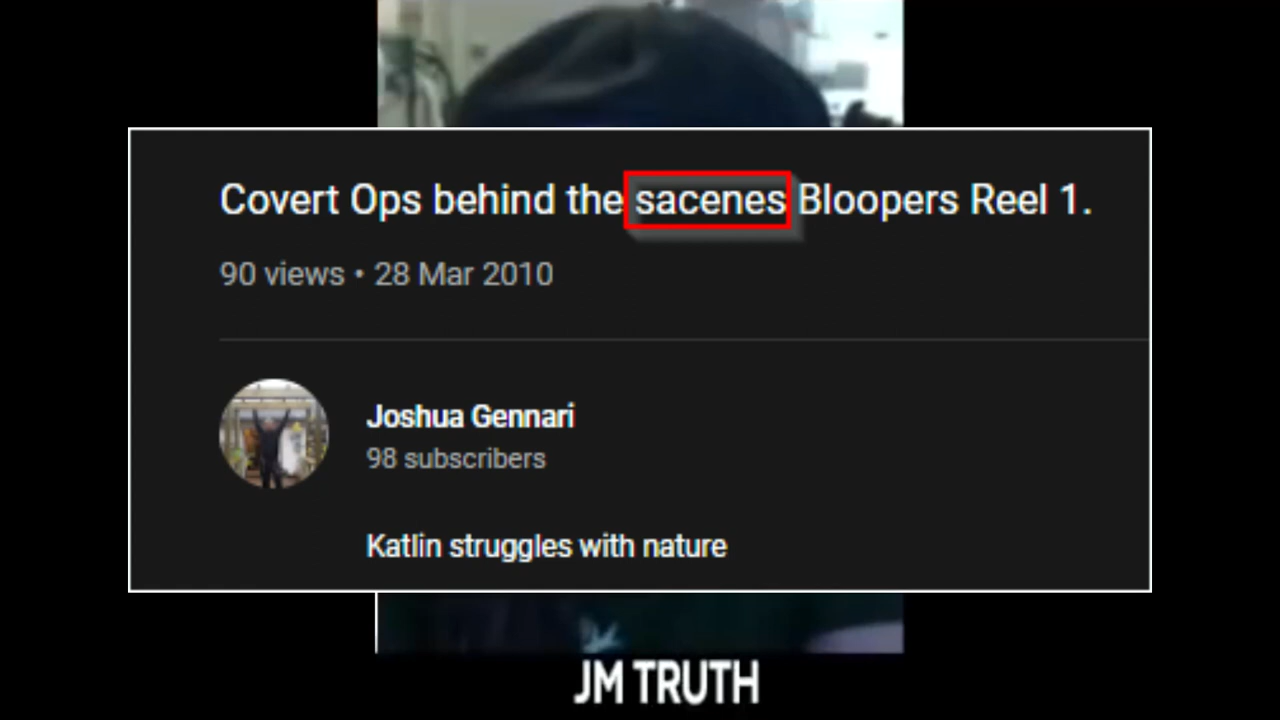 Covert Ops behind the sacenes Bloopers Reel 1.
90 views • 28 Mar 2010
Joshua Gennari
98 subscribers
Katlin struggles with nature
JM TRUTH